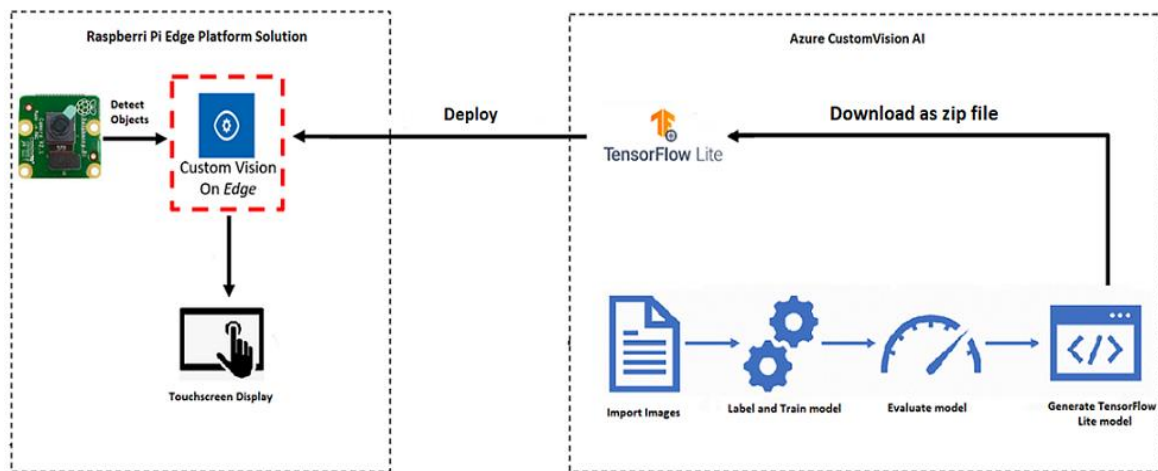 Raspberri Pi Edge Platform Solution
Detect
Objects
Custom Vision
On Edge
Touchscreen Display
Deploy
Azure CustomVision AI
TensorFlow Lite
Download as zip file
Import Images
Label and Train model
Evaluate model
Generate TensorFlow
Lite model